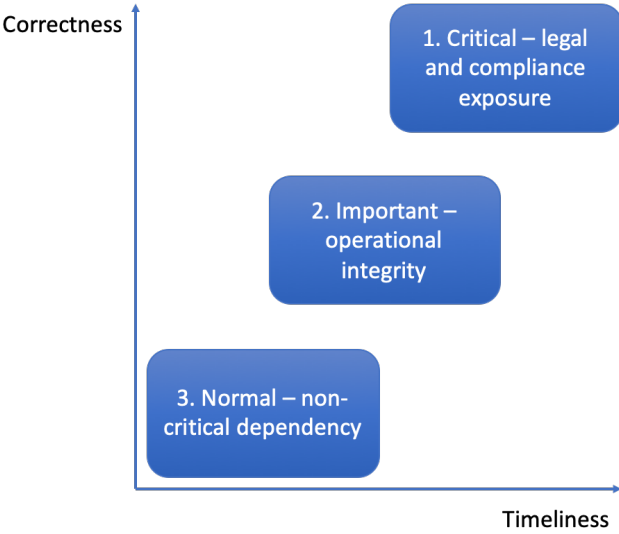 Correctness
1. Critical – legal
and compliance
exposure
2. Important –
operational
integrity
3. Normal – non-
critical dependency
Timeliness